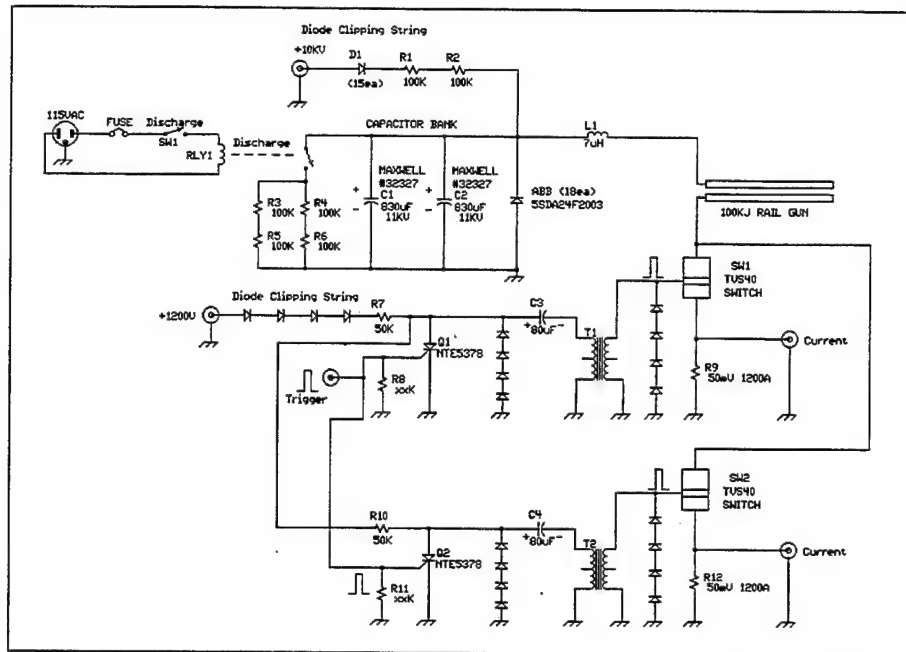 Diode Clipping String
+10KV
D1
R1
R2
(15ea)
100K
100K
115VAC
FUSE
Discharge
SW1
RLY1
Discharge
CAPACITOR BANK
L1
7uH
MAXWELL
#32327
C1
830uF
11KV
MAXWELL
#32327
C2
830uF
11KV
ABB (18ea)
5SDA24F2003
100KJ RAIL GUN
R3
100K
R4
100K
R5
100K
R6
100K
SW1
TVS40
SWITCH
Diode Clipping String
+1200V
R7
50K
C3
+80uF-
T1
Q1
NTE5378
Current
R8
xxK
Trigger
R9
50mV 1200A
SW2
TVS40
SWITCH
R10
50K
C4
+80uF-
T2
Q2
NTE5378
Current
R11
xxK
R12
50mV 1200A